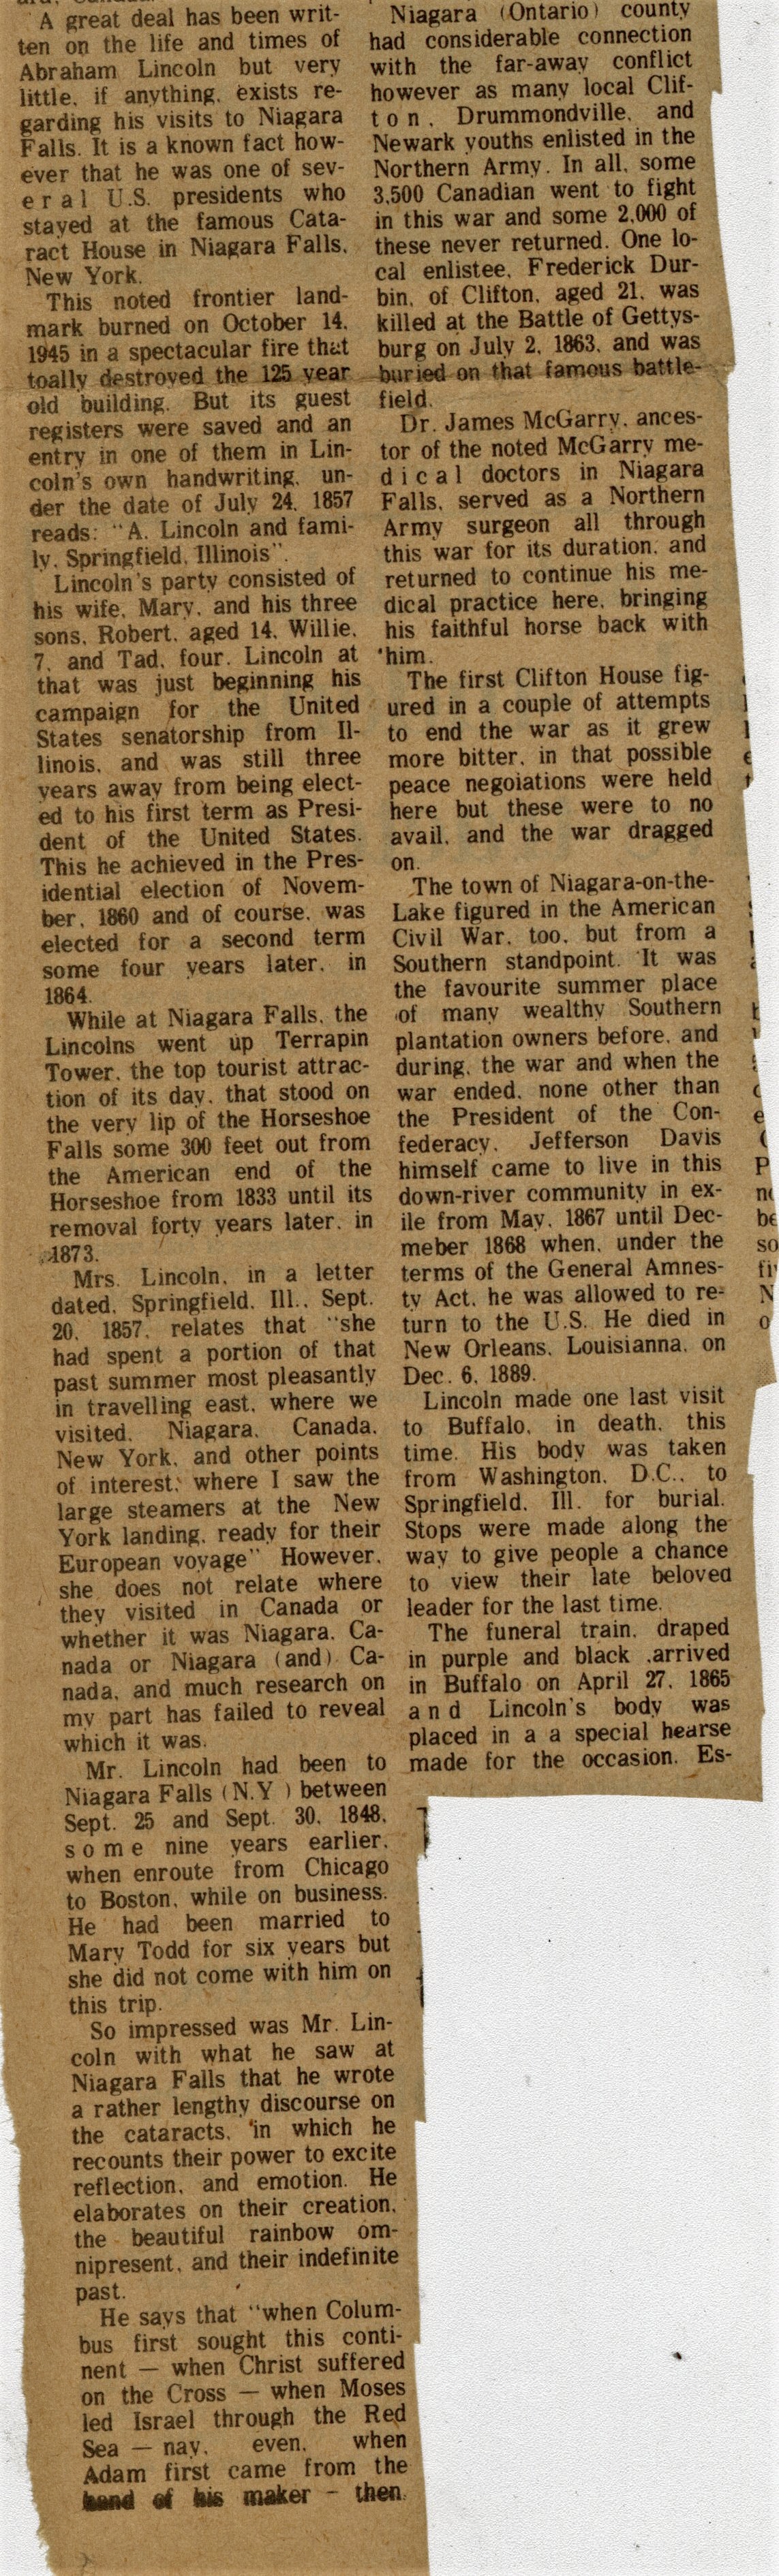 A great deal has been writ-
ten on the life and times of
Abraham Lincoln but very
little, if anything, exists re-
garding his visits to Niagara
Falls. It is a known fact how-
ever that he was one of sev-
eral U.S. presidents who
stayed at the famous Cata-
ract House in Niagara Falls,
New York.
This noted frontier land-
mark burned on October 14,
1945 in a spectacular fire that
toally destroyed the 125 year
old building. But its guest
registers were saved and an
entry in one of them in Lin-
coln's own handwriting, un-
der the date of July 24, 1857
reads: "A. Lincoln and fami-
ly, Springfield, Illinois".
Lincoln's party consisted of
his wife, Mary, and his three
sons, Robert, aged 14, Willie,
7, and Tad, four. Lincoln at
that was just beginning his
campaign for the United
States senatorship from Il-
linois, and was still three
years away from being elect-
ed to his first term as Presi-
dent of the United States.
This he achieved in the Pres-
idential election of Novem-
ber, 1860 and of course, was
elected for a second term
some four years later, in
1864.
While at Niagara Falls, the
Lincolns went up Terrapin
Tower, the top tourist attrac-
tion of its day, that stood on
the very lip of the Horseshoe
Falls some 300 feet out from
the American end of the
Horseshoe from 1833 until its
removal forty years later, in
1873.
Mrs. Lincoln, in a letter
dated, Springfield, Ill., Sept.
20, 1857, relates that "she
had spent a portion of that
past summer most pleasantly
in travelling east, where we
visited, Niagara, Canada,
New York, and other points
of interest, where I saw the
large steamers at the New
York landing, ready for their
European voyage" However,
she does not relate where
they visited in Canada or
whether it was Niagara, Ca-
nada or Niagara (and) Ca-
nada, and much research on
my part has failed to reveal
which it was.
Mr. Lincoln had been to
Niagara Falls (N.Y ) between
Sept. 25 and Sept. 30, 1848,
some nine years earlier,
when enroute from Chicago
to Boston, while on business.
He had been married to
Mary Todd for six years but
she did not come with him on
this trip.
So impressed was Mr. Lin-
coln with what he saw at
Niagara Falls that he wrote
a rather lengthy discourse on
the cataracts, in which he
recounts their power to excite
reflection, and emotion. He
elaborates on their creation,
the beautiful rainbow om-
nipresent, and their indefinite
past.
He says that "when Colum-
bus first sought this conti-
nent — when Christ suffered
on the Cross — when Moses
led Israel through the Red
Sea — nay, even, when
Adam first came from the
hand of his maker - then
Niagara (Ontario) county
had considerable connection
with the far-away conflict
however as many local Clif-
ton, Drummondville, and
Newark youths enlisted in the
Northern Army. In all, some
3,500 Canadian went to fight
in this war and some 2,000 of
these never returned. One lo-
cal enlistee, Frederick Dur-
bin, of Clifton, aged 21, was
killed at the Battle of Gettys-
burg on July 2, 1863, and was
buried on that famous battle-
field.
Dr. James McGarry, ances-
tor of the noted McGarry me-
dical doctors in Niagara
Falls, served as a Northern
Army surgeon all through
this war for its duration, and
returned to continue his me-
dical practice here, bringing
his faithful horse back with
him.
The first Clifton House fig-
ured in a couple of attempts
to end the war as it grew
more bitter, in that possible
peace negoiations were held
here but these were to no
avail, and the war dragged
on.
The town of Niagara-on-the-
Lake figured in the American
Civil War, too, but from a
Southern standpoint. It was
the favourite summer place
of many wealthy Southern
plantation owners before, and
during, the war and when the
war ended, none other than
the President of the Con-
federacy, Jefferson Davis
himself came to live in this
down-river community in ex-
ile from May, 1867 until Dec-
meber 1868 when, under the
terms of the General Amnes-
ty Act, he was allowed to re-
turn to the U.S. He died in
New Orleans, Louisianna, on
Dec. 6, 1889.
Lincoln made one last visit
to Buffalo, in death, this
time. His body was taken
from Washington, D.C., to
Springfield, Ill. for burial.
Stops were made along the
way to give people a chance
to view their late beloved
leader for the last time.
The funeral train, draped
in purple and black .arrived
in Buffalo on April 27, 1865
and Lincoln's body was
placed in a a special hearse
made for the occasion. Es-